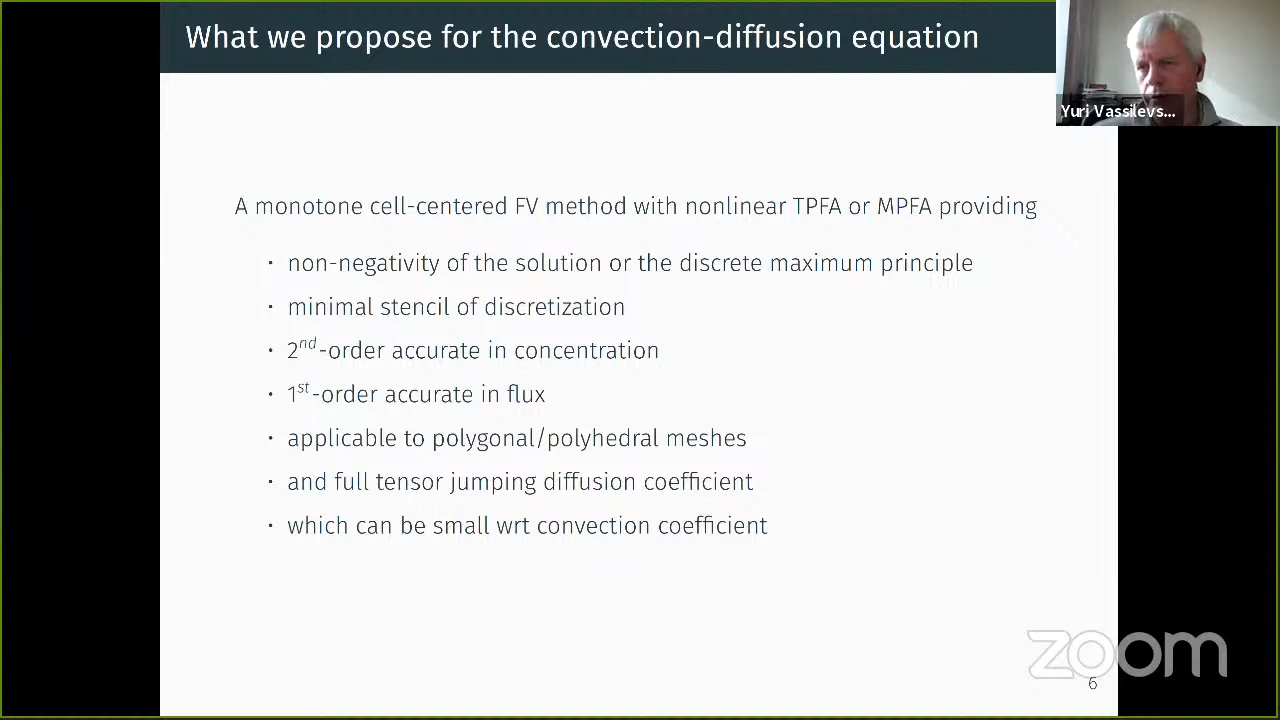 What we propose for the convection-diffusion equation
Yuri Vassilevs...
A monotone cell-centered FV method with nonlinear TPFA or MPFA providing
· non-negativity of the solution or the discrete maximum principle
· minimal stencil of discretization
· 2nd-order accurate in concentration
· 1st-order accurate in flux
· applicable to polygonal/polyhedral meshes
· and full tensor jumping diffusion coefficient
· which can be small wrt convection coefficient
zoom
6